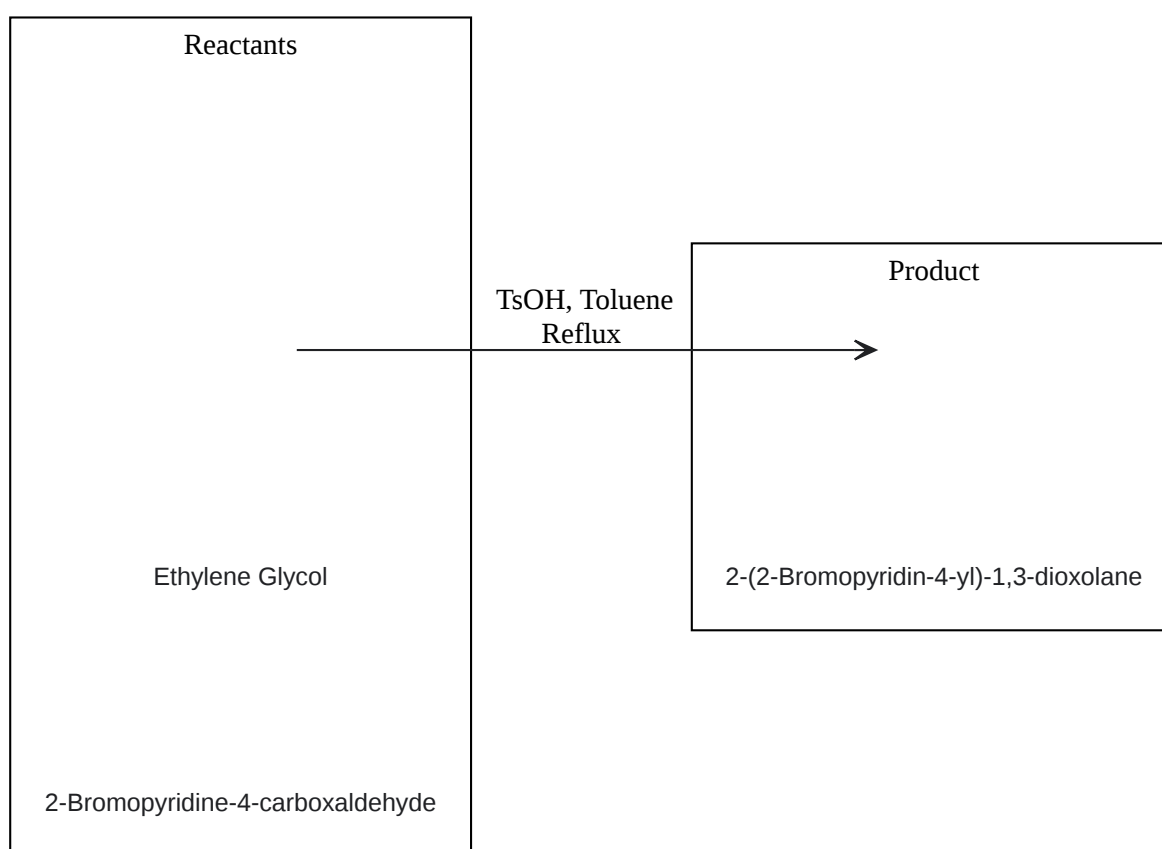 Reactants
TsOH, Toluene
Reflux
Ethylene Glycol
2-Bromopyridine-4-carboxaldehyde
Product
2-(2-Bromopyridin-4-yl)-1,3-dioxolane